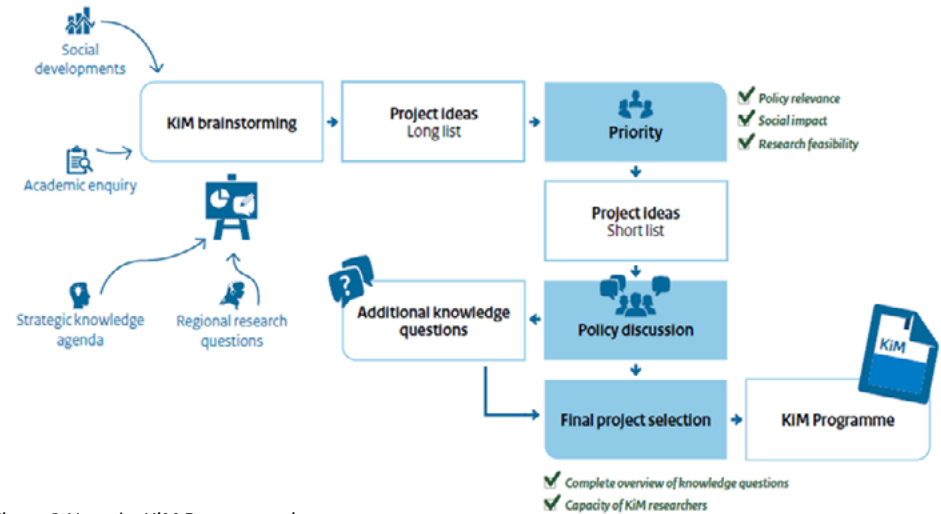 Social
developments
KiM brainstorming
Project ideas
Long list
Priority
Policy relevance
Social impact
Research feasibility
Academic enquiry
Project ideas
Short list
Strategic knowledge
agenda
Regional research
questions
?
Additional knowledge
questions
Policy discussion
KiM
Final project selection
KiM Programme
Complete overview of knowledge questions
Capacity of KiM researchers